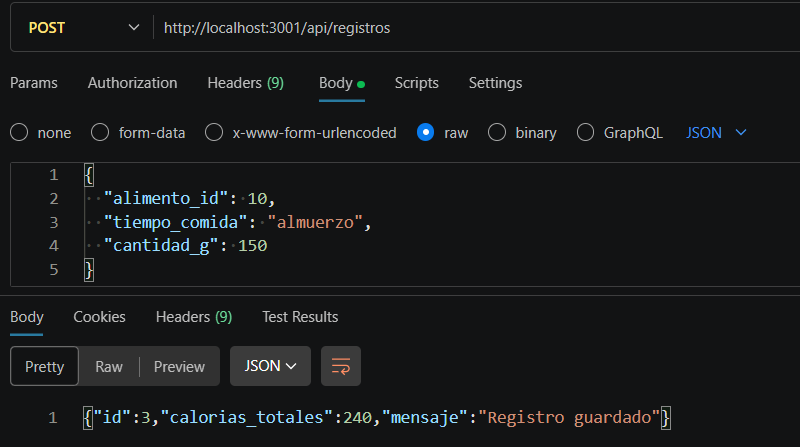 POST http://localhost:3001/api/registros
Params Authorization Headers (9) Body Scripts Settings
none form-data x-www-form-urlencoded raw binary GraphQL JSON
1 {
2 "alimento_id": 10,
3 "tiempo_comida": "almuerzo",
4 "cantidad_g": 150
5 }
Body Cookies Headers (9) Test Results
Pretty Raw Preview JSON
1 {"id":3,"calorias_totales":240,"mensaje":"Registro guardado"}